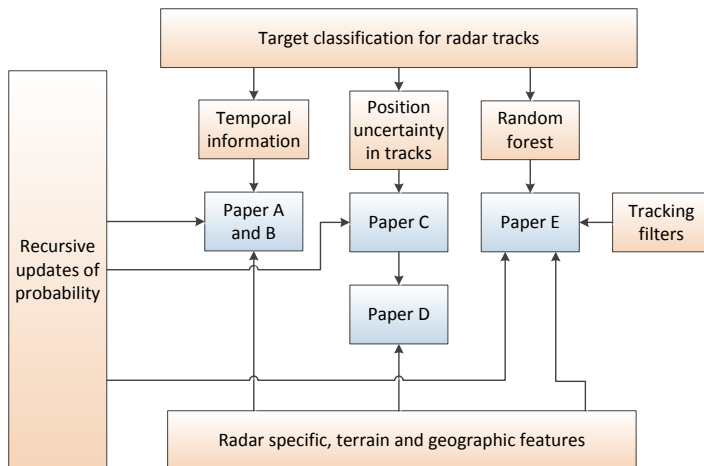 Target classification for radar tracks
Temporal
information
Position
uncertainty
in tracks
Random
forest
Recursive
updates of
probability
Paper A
and B
Paper C
Paper E
Tracking
filters
Paper D
Radar specific, terrain and geographic features